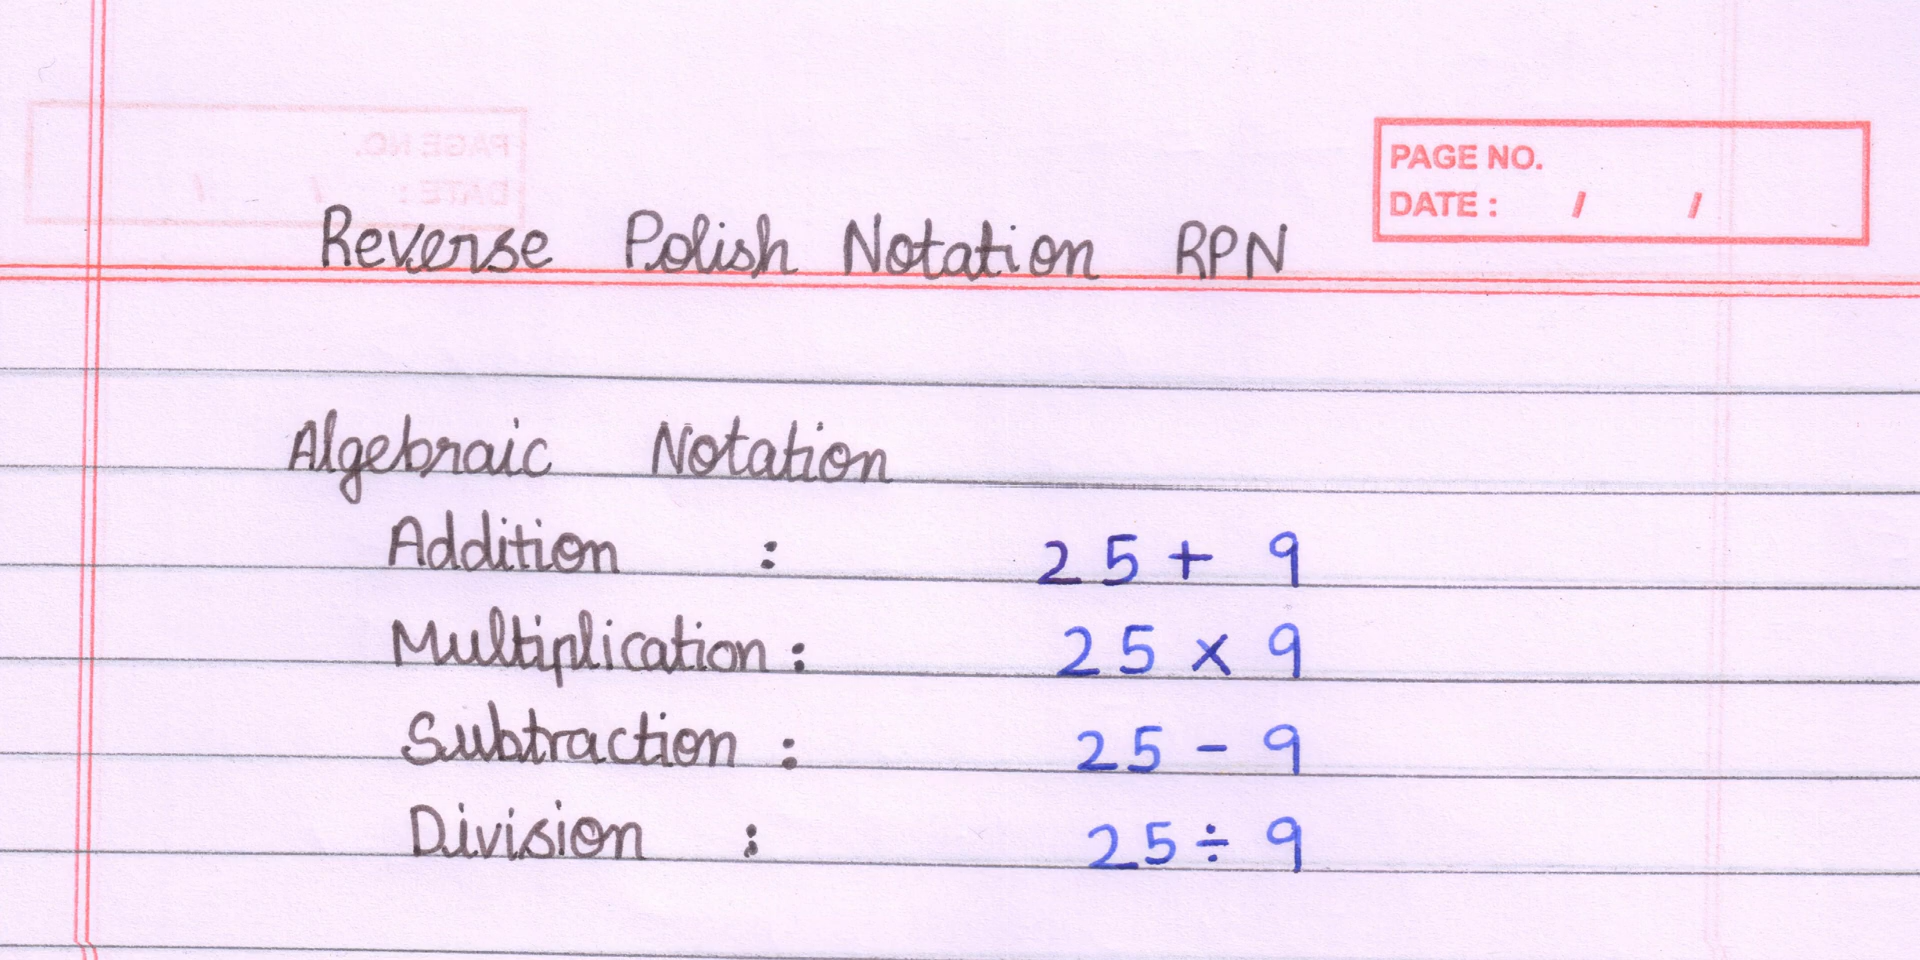 PAGE NO.
DATE : / /
Reverse Polish Notation RPN
Algebraic Notation
Addition : 25 + 9
Multiplication : 25 × 9
Subtraction : 25 - 9
Division : 25 ÷ 9